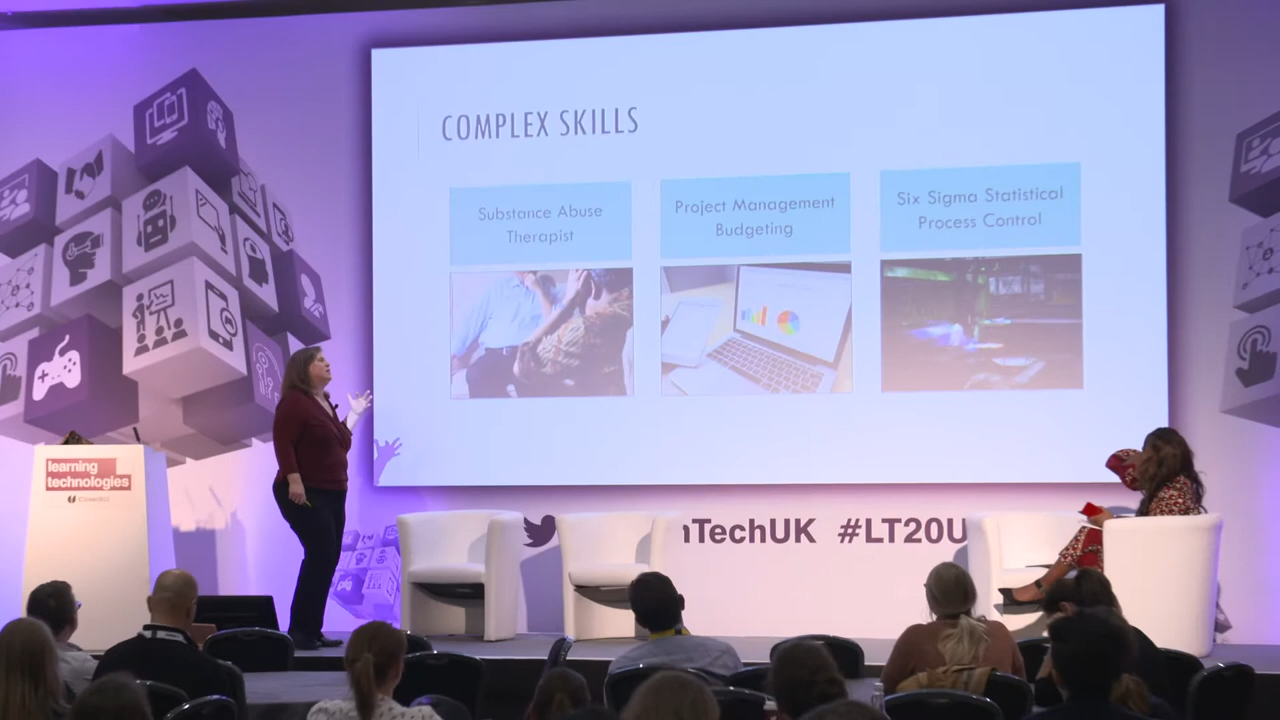 COMPLEX SKILLS
Substance Abuse
Therapist
Project Management
Budgeting
Six Sigma Statistical
Process Control
learning
technologies
nTechUK #LT20U